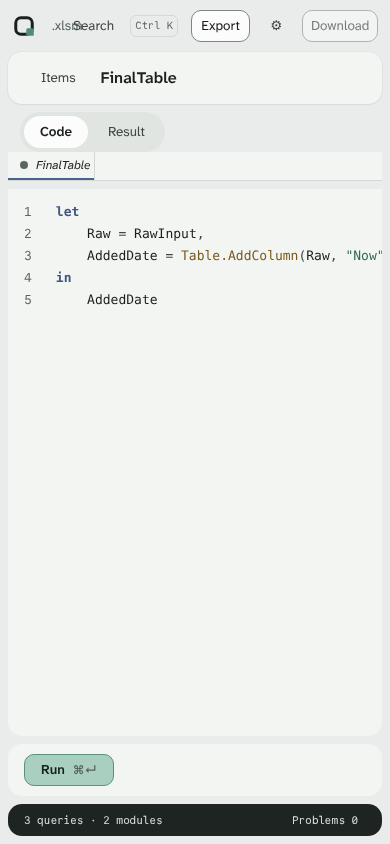 .xlsm Search Ctrl K Export Download
Items FinalTable
Code Result
FinalTable
1 let
2 Raw = RawInput,
3 AddedDate = Table.AddColumn(Raw, "Now"
4 in
5 AddedDate
Run ⌘↵
3 queries · 2 modules Problems 0